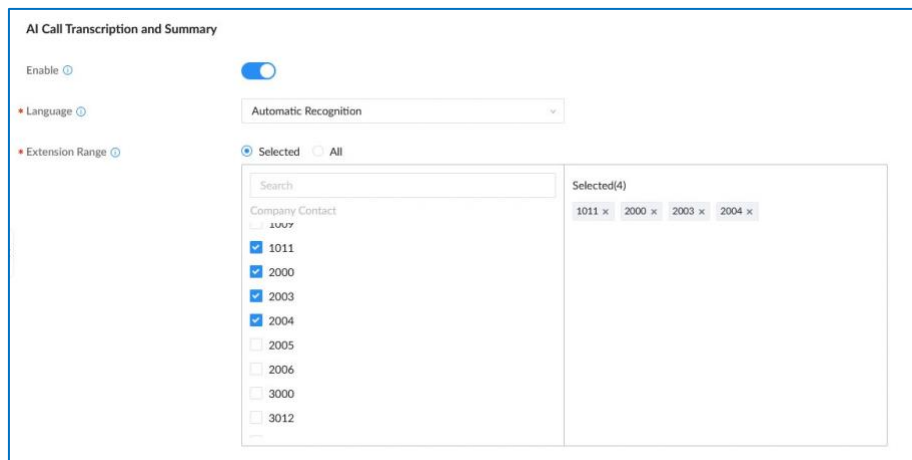 AI Call Transcription and Summary
Enable
* Language
Automatic Recognition
* Extension Range
Selected
All
Search
Company Contact
1009
1011
2000
2003
2004
2005
2006
3000
3012
Selected(4)
1011 × 2000 × 2003 × 2004 ×